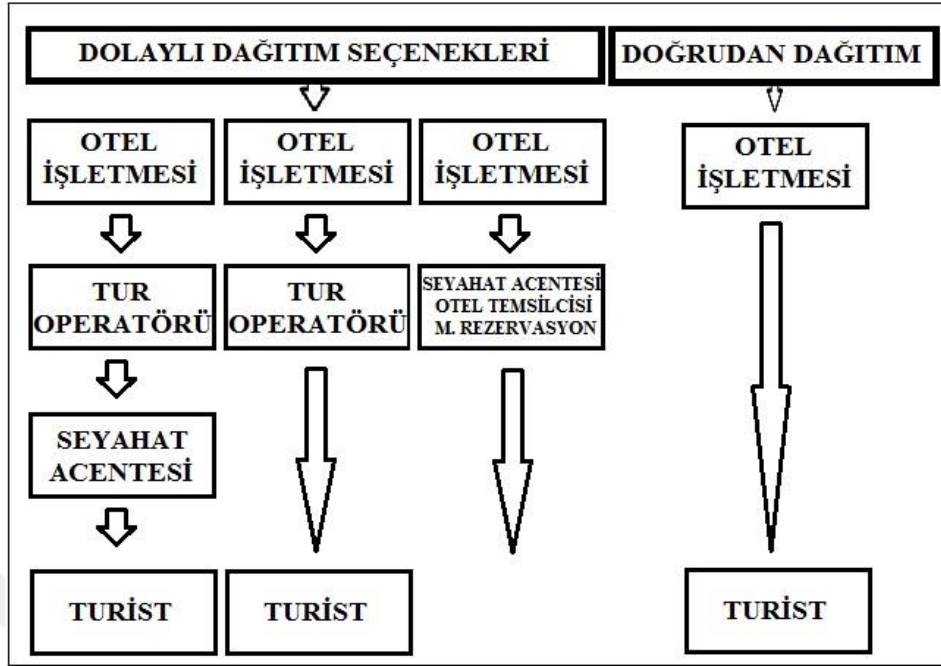 DOLAYLI DAĞITIM SEÇENEKLERİ
DOĞRUDAN DAĞITIM
OTEL
İŞLETMESİ
OTEL
İŞLETMESİ
OTEL
İŞLETMESİ
OTEL
İŞLETMESİ
TUR
OPERATÖRÜ
TUR
OPERATÖRÜ
SEYAHAT ACENTESİ
OTEL TEMSİLCİSİ
M. REZERVASYON
SEYAHAT
ACENTESİ
TURİST
TURİST
TURİST